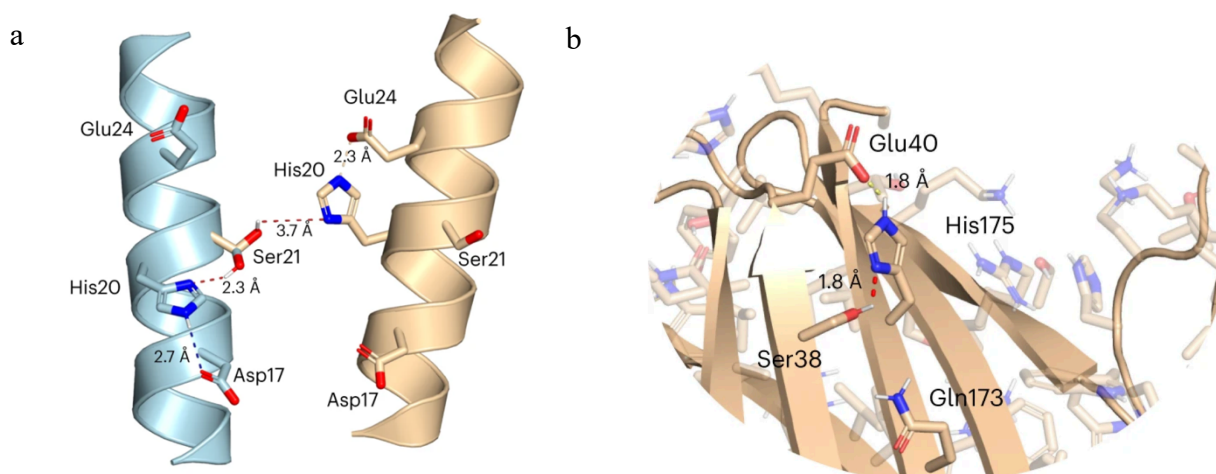 a
Glu24
Glu24
2.3 Å
His20
3.7 Å
Ser21
Ser21
His20
2.3 Å
2.7 Å
Asp17
Asp17
b
Glu40
1.8 Å
His175
1.8 Å
Ser38
Gln173